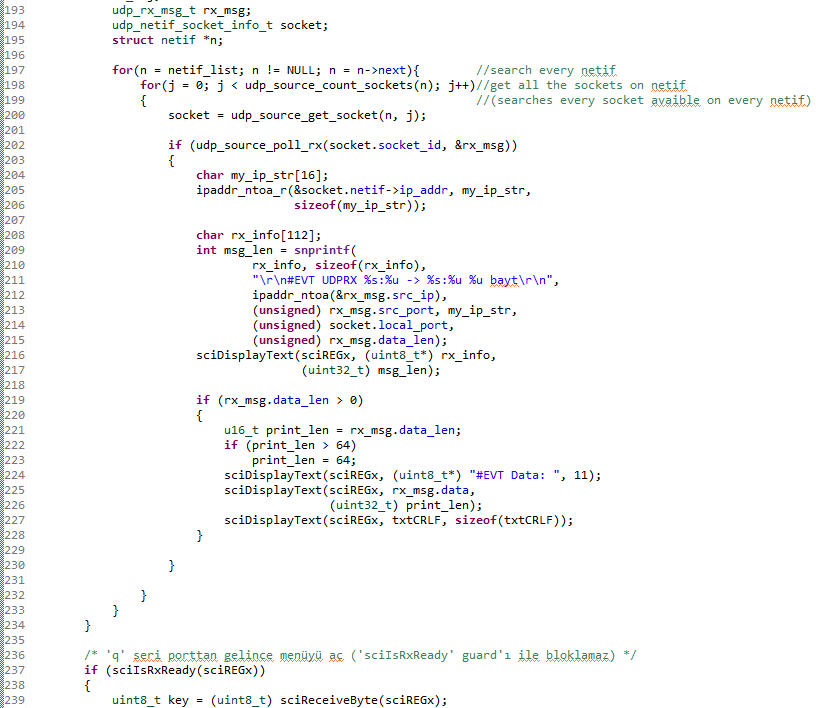 193 udp_rx_msg_t rx_msg;
194 udp_netif_socket_info_t socket;
195 struct netif *n;
196
197 for(n = netif_list; n != NULL; n = n->next){ //search every netif
198 for(j = 0; j < udp_source_count_sockets(n); j++)//get all the sockets on netif
199 { //(searches every socket avaible on every netif)
200 socket = udp_source_get_socket(n, j);
201
202 if (udp_source_poll_rx(socket.socket_id, &rx_msg))
203 {
204 char my_ip_str[16];
205 ipaddr_ntoa_r(&socket.netif->ip_addr, my_ip_str,
206 sizeof(my_ip_str));
207
208 char rx_info[112];
209 int msg_len = snprintf(
210 rx_info, sizeof(rx_info),
211 "\r\n#EVT UDPRX %s:%u -> %s:%u %u bayt\r\n",
212 ipaddr_ntoa(&rx_msg.src_ip),
213 (unsigned) rx_msg.src_port, my_ip_str,
214 (unsigned) socket.local_port,
215 (unsigned) rx_msg.data_len);
216 sciDisplayText(sciREGx, (uint8_t*) rx_info,
217 (uint32_t) msg_len);
218
219 if (rx_msg.data_len > 0)
220 {
221 u16_t print_len = rx_msg.data_len;
222 if (print_len > 64)
223 print_len = 64;
224 sciDisplayText(sciREGx, (uint8_t*) "#EVT Data: ", 11);
225 sciDisplayText(sciREGx, rx_msg.data,
226 (uint32_t) print_len);
227 sciDisplayText(sciREGx, txtCRLF, sizeof(txtCRLF));
228 }
229
230 }
231
232 }
233 }
234 }
235
236 /* 'q' seri porttan gelince menüyü aç ('sciIsRxReady' guard'ı ile bloklamaz) */
237 if (sciIsRxReady(sciREGx))
238 {
239 uint8_t key = (uint8_t) sciReceiveByte(sciREGx);